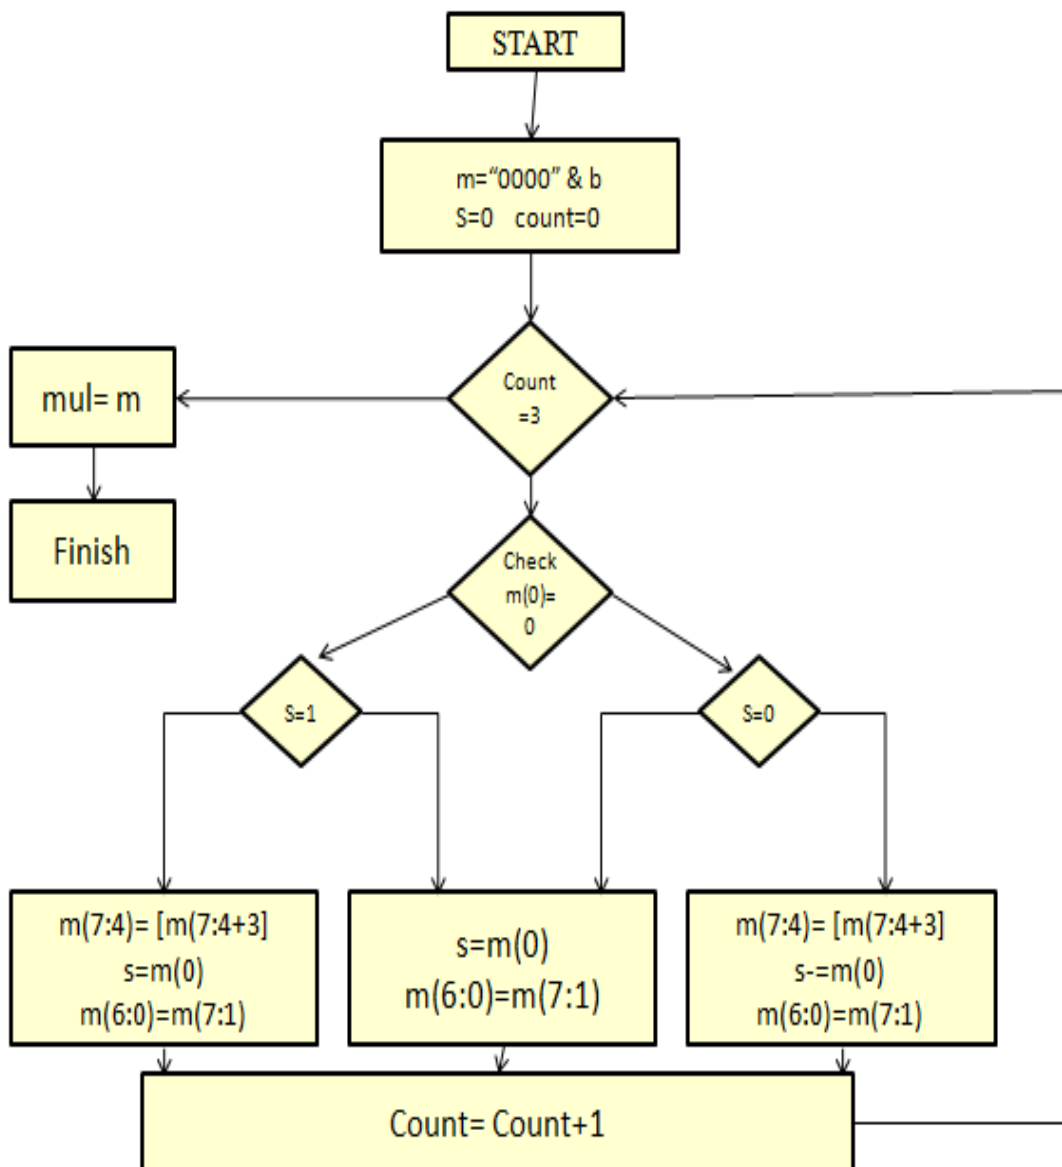 START
m=“0000” & b
S=0 count=0
Count
=3
mul= m
Finish
Check
m(0)=
0
S=1
S=0
m(7:4)= [m(7:4+3]
s=m(0)
m(6:0)=m(7:1)
s=m(0)
m(6:0)=m(7:1)
m(7:4)= [m(7:4+3]
s-=m(0)
m(6:0)=m(7:1)
Count= Count+1